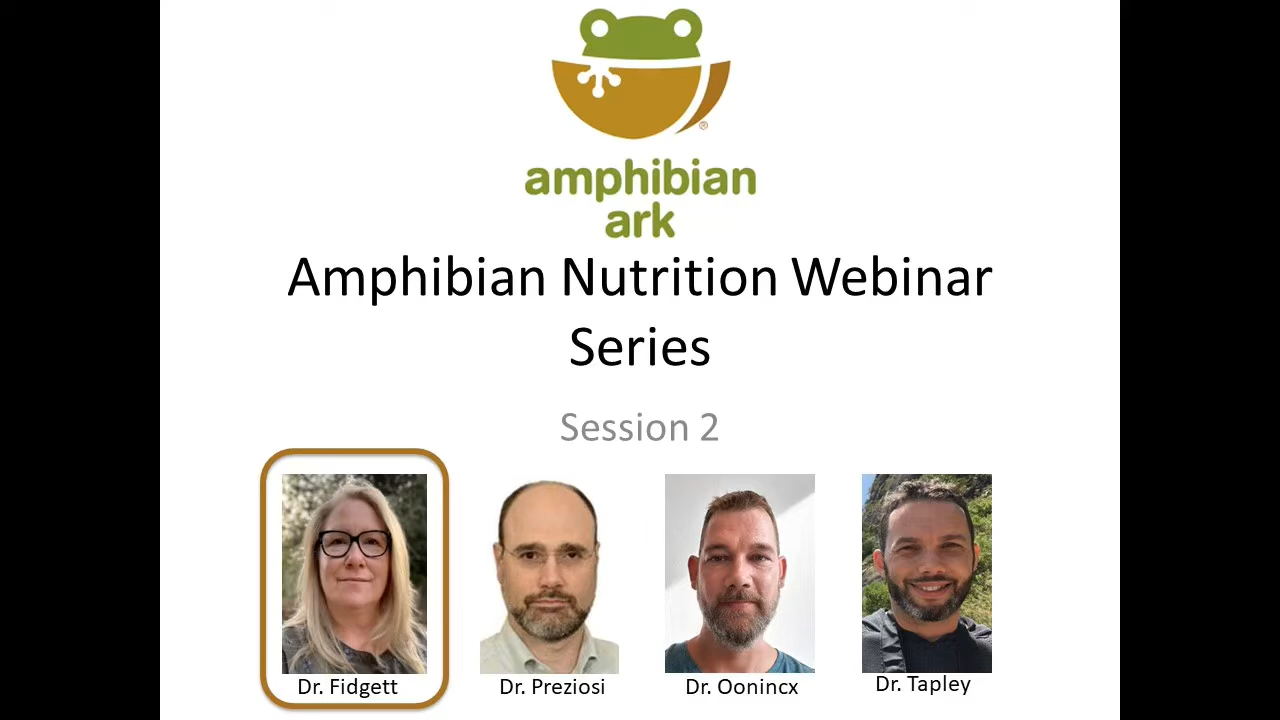 amphibian
ark
Amphibian Nutrition Webinar
Series
Session 2
Dr. Fidgett
Dr. Preziosi
Dr. Oonincx
Dr. Tapley